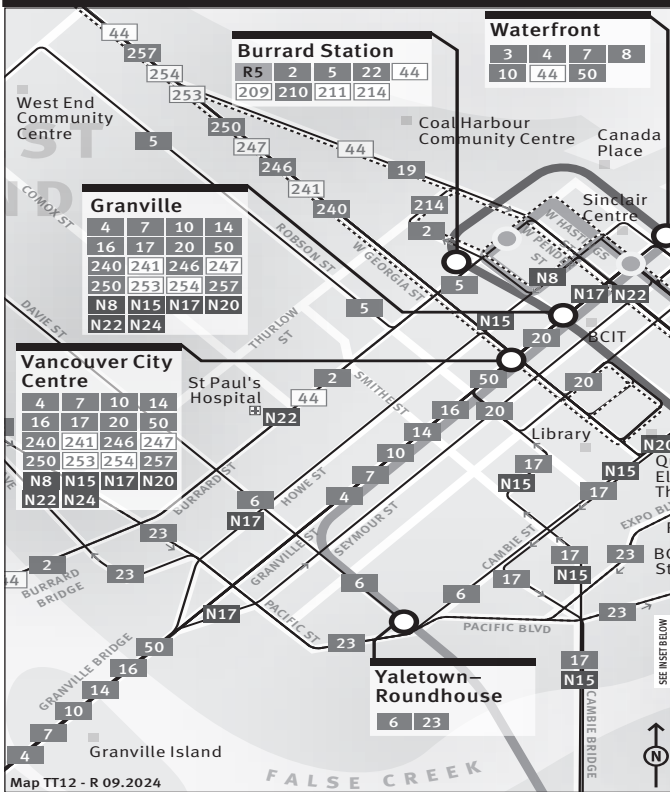 44
257
254
253
250
247
246
241
240
Burrard Station
R5 2 5 22 44
209 210 211 214
Waterfront
3 4 7 8
10 44 50
West End
Community
Centre
5
44
19
Coal Harbour
Community Centre
Canada
Place
ST
ND
COMOX ST
Granville
4 7 10 14
16 17 20 50
240 241 246 247
250 253 254 257
N8 N15 N17 N20
N22 N24
ROBSON ST
W GEORGIA ST
214
2
Sinclair
Centre
W HASTINGS
W PENDER
ST
5
N8
N17 N22
N15
20
BCIT
DAVIE ST
THURLOW
ST
5
Vancouver City
Centre
4 7 10 14
16 17 20 50
240 241 246 247
250 253 254 257
N8 N15 N17 N20
N22 N24
St Paul's
Hospital
2
44
N22
SMITHE ST
50
20
20
16
14
10
7
4
Library
17
N15
N20
N15
17
BURRARD ST
HOWE ST
6
N17
GRANVILLE ST
SEYMOUR ST
CAMBIE ST
EXPO BL
Q
El
Th
23
23
2
44
BURRARD
BRIDGE
N17
PACIFIC ST
23
6
6
17
17
N15
23
BC
St
23
PACIFIC BLVD
50
16
14
10
7
4
GRANVILLE BRIDGE
Yaletown–
Roundhouse
6 23
17
N15
CAMBIE BRIDGE
SEE INSET BELOW
N
Granville Island
FALSE CREEK
Map TT12 - R 09.2024